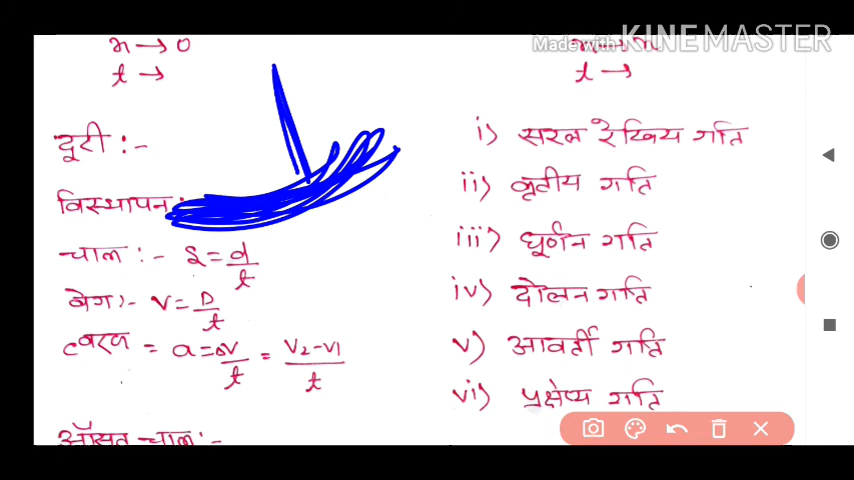 Made with KINEMASTER
x → 0
t →
दूरी :-
विस्थापन :
चाल :- S = d/t
वेग :- V = D/t
त्वरण = a = ΔV/t = V2-V1/t
औसत चाल :-
t →
i) सरल रेखिय गति
ii) वृतीय गति
iii) घूर्णन गति
iv) दोलन गति
v) आवर्ती गति
vi) प्रक्षेप्य गति